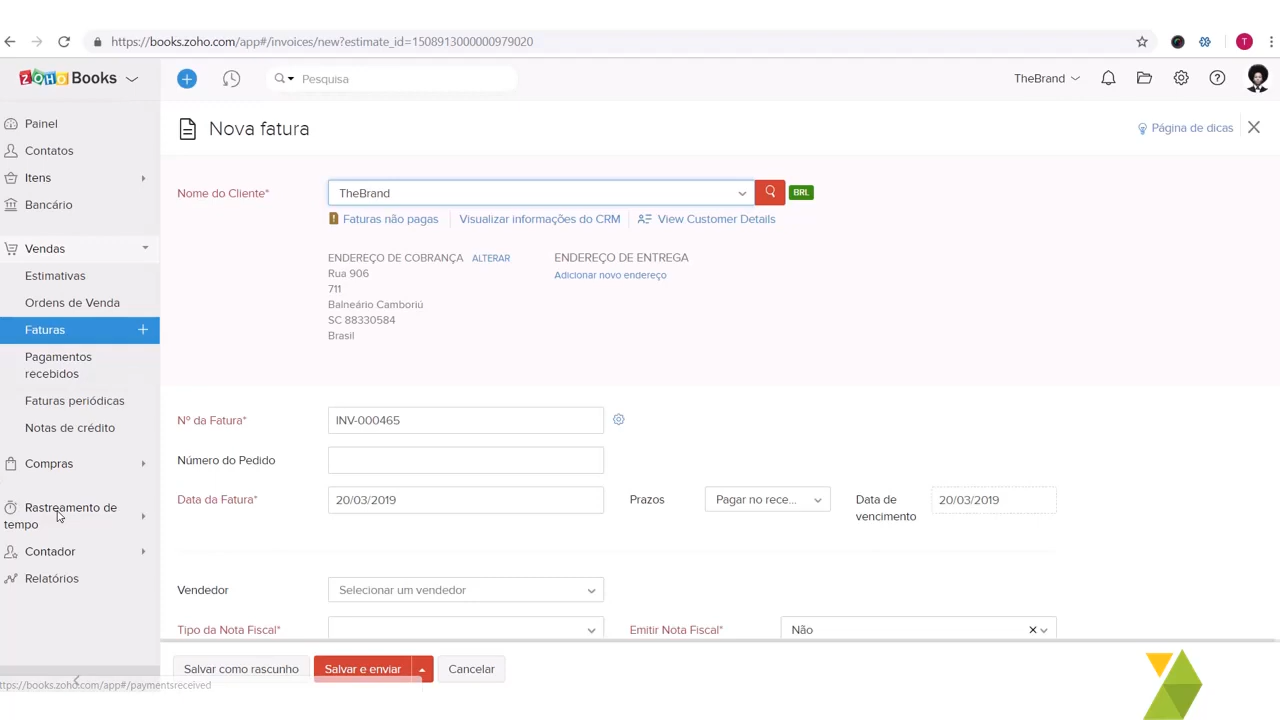 https://books.zoho.com/app#/invoices/new?estimate_id=1508913000000979020
T
ZOHO Books
Pesquisa
TheBrand
Painel
Contatos
Itens
Bancário
Vendas
Estimativas
Ordens de Venda
Faturas
Pagamentos
recebidos
Faturas periódicas
Notas de crédito
Compras
Rastreamento de
tempo
Contador
Relatórios
Nova fatura
Página de dicas
Nome do Cliente*
TheBrand
BRL
Faturas não pagas
Visualizar informações do CRM
View Customer Details
ENDEREÇO DE COBRANÇA ALTERAR
Rua 906
711
Balneário Camboriú
SC 88330584
Brasil
ENDEREÇO DE ENTREGA
Adicionar novo endereço
Nº da Fatura*
INV-000465
Número do Pedido
Data da Fatura*
20/03/2019
Prazos
Pagar no rece...
Data de
vencimento
20/03/2019
Vendedor
Selecionar um vendedor
Tipo da Nota Fiscal*
Emitir Nota Fiscal*
Não
Salvar como rascunho
Salvar e enviar
Cancelar
ttps://books.zoho.com/app#/paymentsreceived